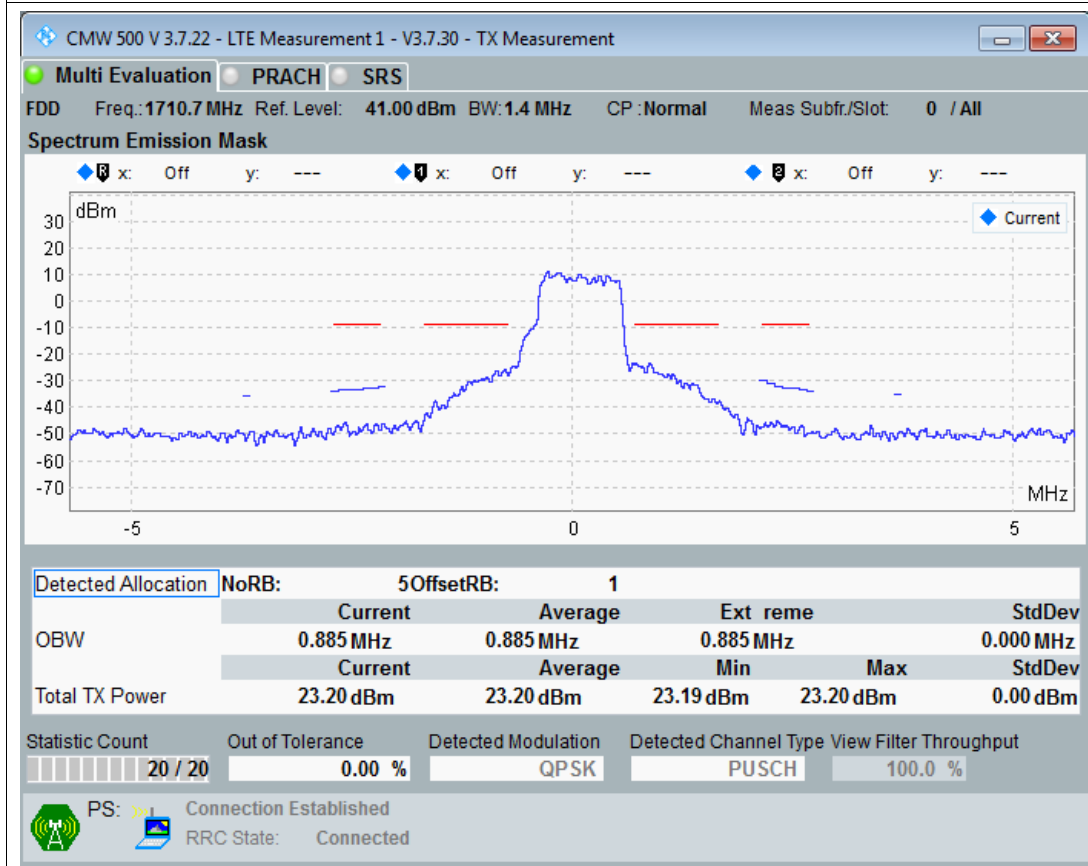 CMW 500 V 3.7.22 - LTE Measurement 1 - V3.7.30 - TX Measurement
Multi Evaluation PRACH SRS
FDD Freq.: 1710.7 MHz Ref. Level: 41.00 dBm BW: 1.4 MHz CP : Normal Meas Subfr./Slot: 0 / All
Spectrum Emission Mask
R x: Off y: --- 1 x: Off y: --- 2 x: Off y: ---
dBm
Current
30
20
10
0
-10
-20
-30
-40
-50
-60
-70
MHz
-5 0 5
Detected Allocation NoRB: 5 OffsetRB: 1
Current Average Ext reme StdDev
OBW 0.885 MHz 0.885 MHz 0.885 MHz 0.000 MHz
Current Average Min Max StdDev
Total TX Power 23.20 dBm 23.20 dBm 23.19 dBm 23.20 dBm 0.00 dBm
Statistic Count Out of Tolerance Detected Modulation Detected Channel Type View Filter Throughput
20 / 20 0.00 % QPSK PUSCH 100.0 %
PS: Connection Established
RRC State: Connected